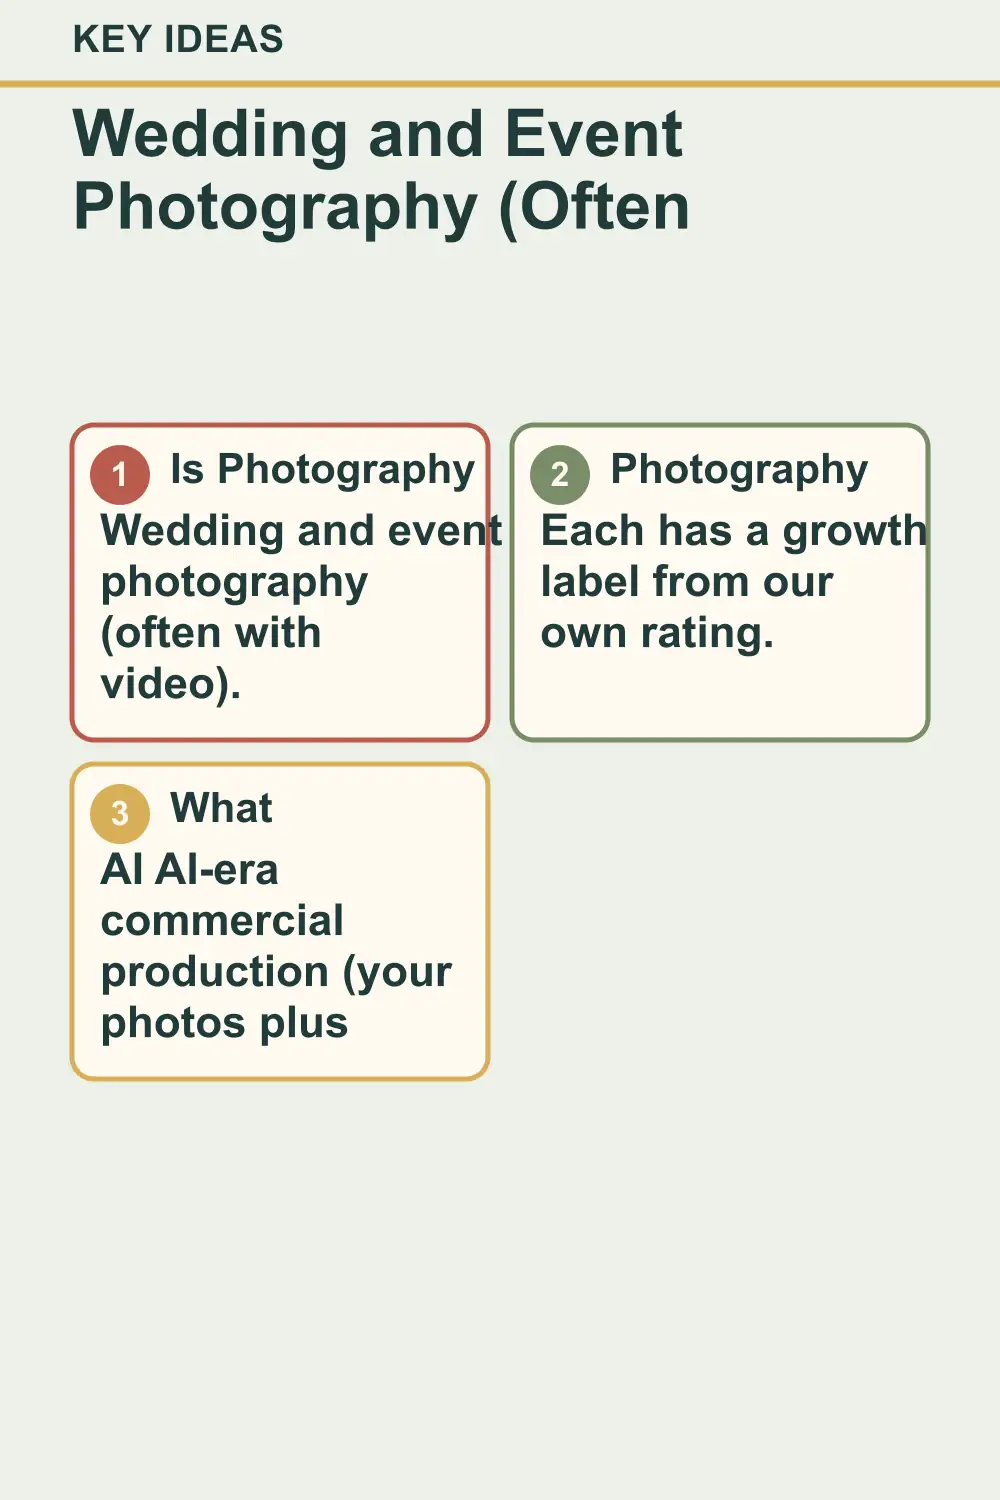 KEY IDEAS
Wedding and Event
Photography (Often
1 Is Photography
Wedding and event
photography
(often with
video).
2 Photography
Each has a growth
label from our
own rating.
3 What
AI AI-era
commercial
production (your
photos plus